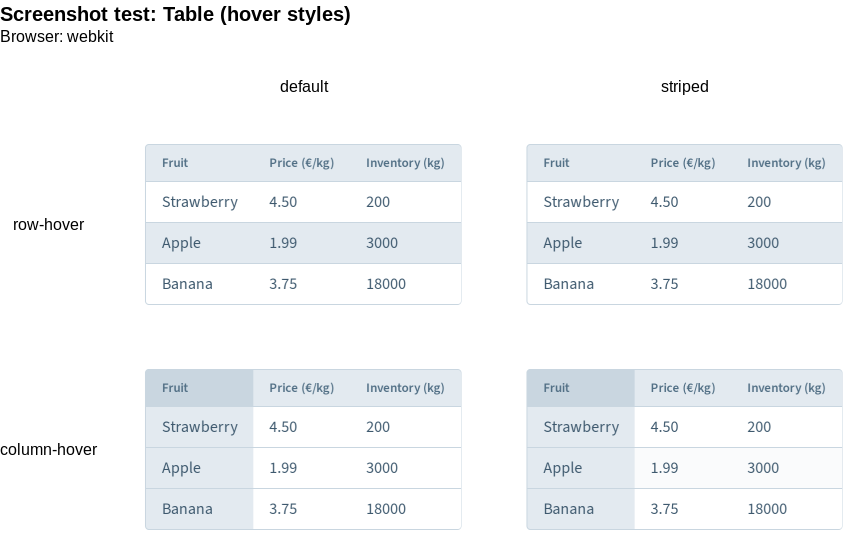 Screenshot test: Table (hover styles)
Browser: webkit
default striped
row-hover
Fruit Price (€/kg) Inventory (kg)
Strawberry 4.50 200
Apple 1.99 3000
Banana 3.75 18000
Fruit Price (€/kg) Inventory (kg)
Strawberry 4.50 200
Apple 1.99 3000
Banana 3.75 18000
column-hover
Fruit Price (€/kg) Inventory (kg)
Strawberry 4.50 200
Apple 1.99 3000
Banana 3.75 18000
Fruit Price (€/kg) Inventory (kg)
Strawberry 4.50 200
Apple 1.99 3000
Banana 3.75 18000